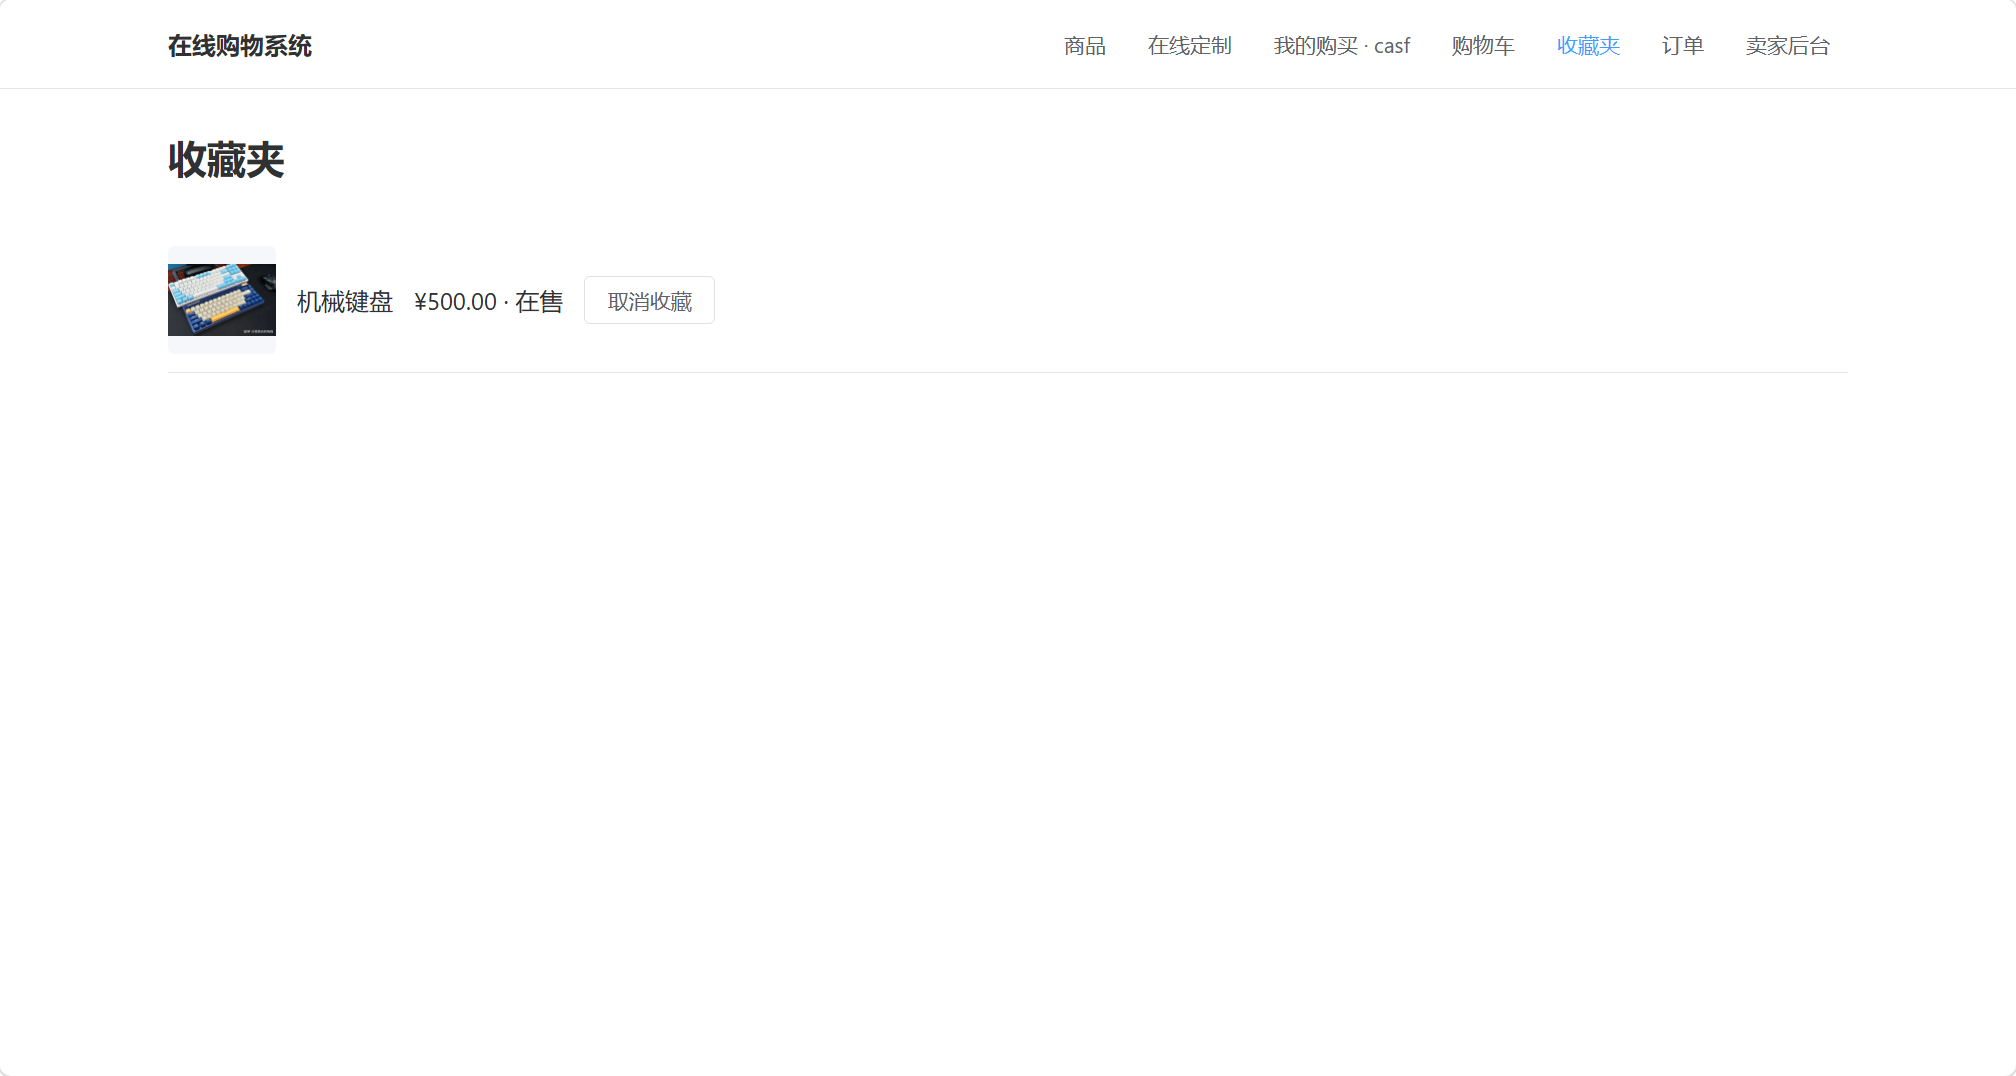 在线购物系统
商品 在线定制 我的购买 · casf 购物车 收藏夹 订单 卖家后台
收藏夹
机械键盘 ¥500.00 · 在售 取消收藏